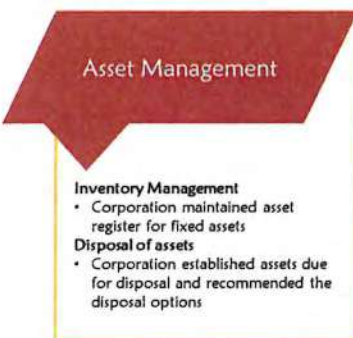 Asset Management
Inventory Management
• Corporation maintained asset
register for fixed assets
Disposal of assets
• Corporation established assets due
for disposal and recommended the
disposal options